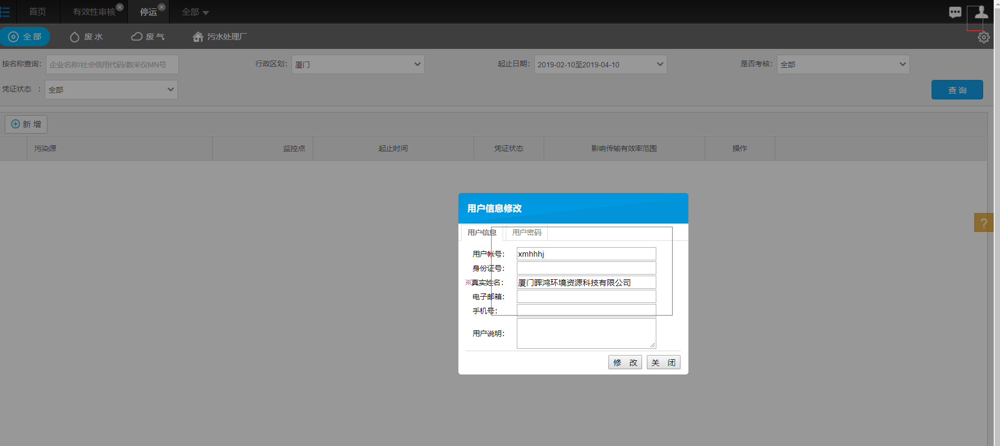 首页 有效性审核 停运 全部
全 部 废 水 废 气 污水处理厂
按名称查询： 企业名称/社会信用代码/数采仪MN号 行政区划： 厦门 起止日期： 2019-02-10至2019-04-10 是否考核： 全部
凭证状态 ： 全部 查 询
新 增
污染源 监控点 起止时间 凭证状态 影响传输有效率范围 操作
用户信息修改
?
用户信息 用户密码
用户帐号： xmhhhj
身份证号：
※真实姓名： 厦门晖鸿环境资源科技有限公司
电子邮箱：
手机号：
用户说明：
修 改 关 闭